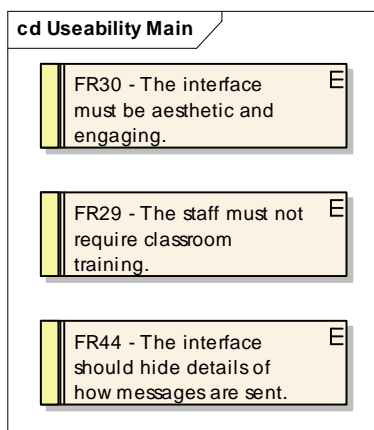 cd Useability Main
FR30 - The interface
must be aesthetic and
engaging.
E
FR29 - The staff must not
require classroom
training.
E
FR44 - The interface
should hide details of
how messages are sent.
E